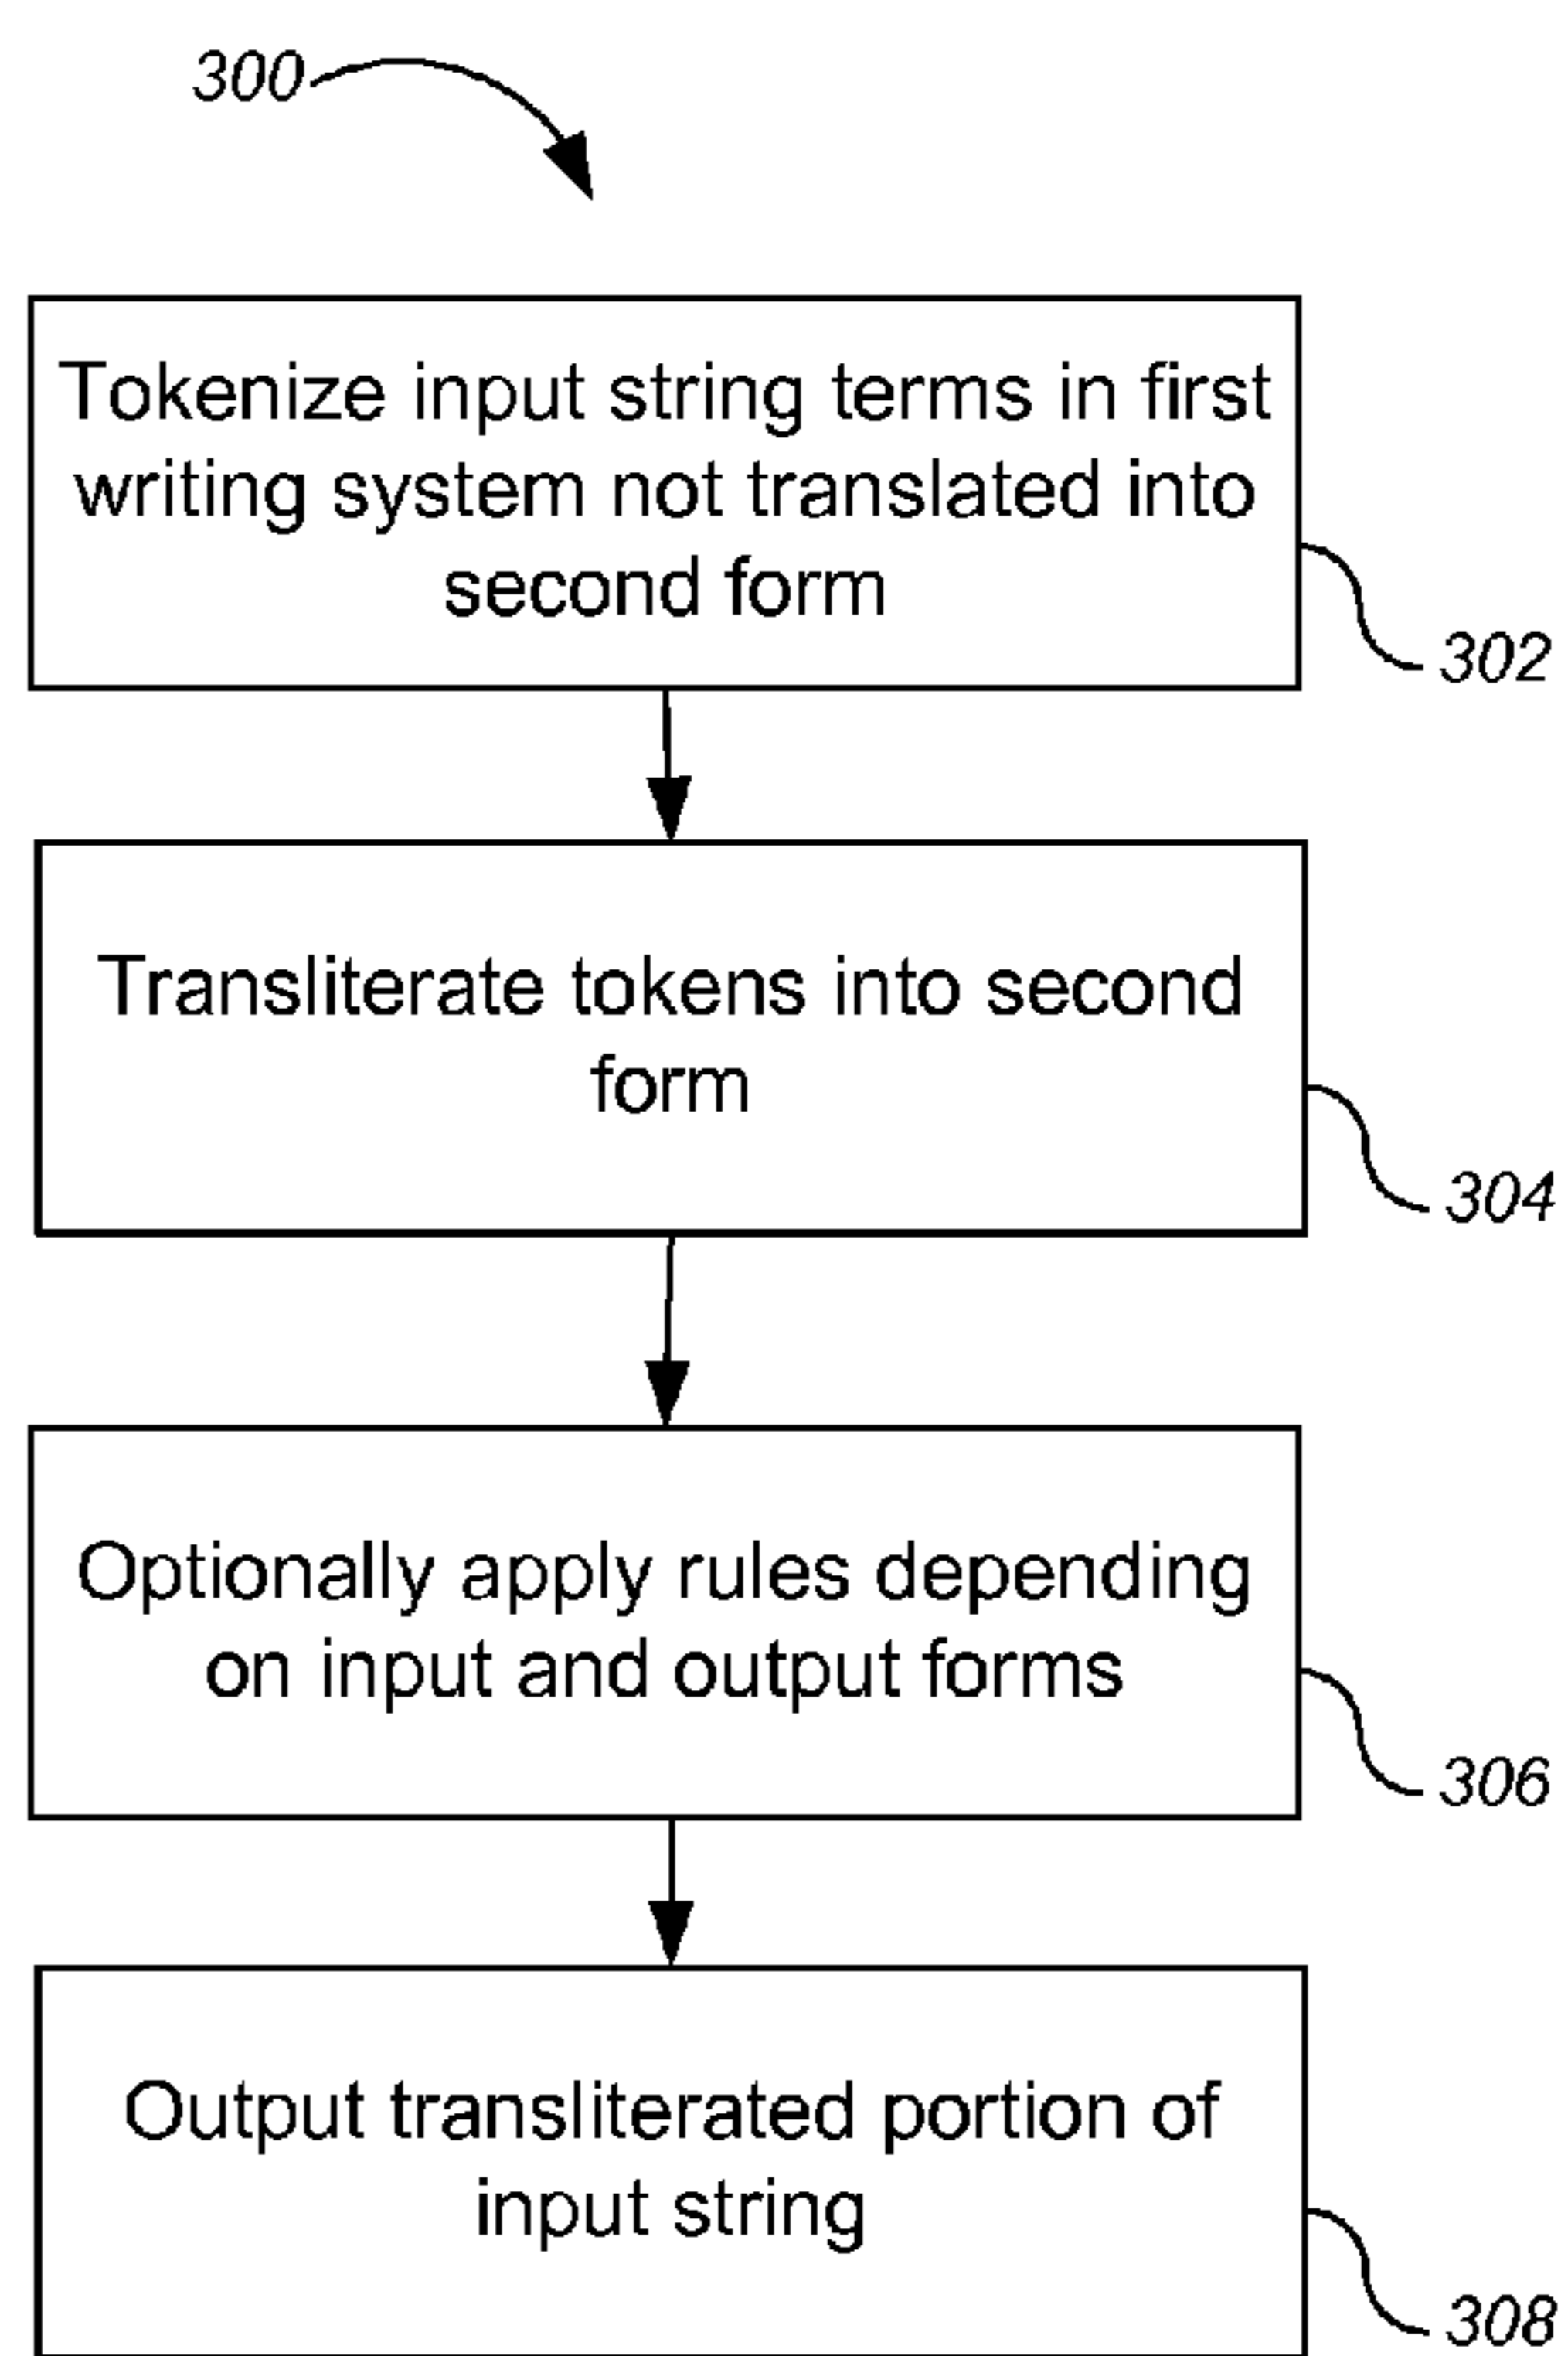 300
Tokenize input string terms in first
writing system not translated into
second form
302
Transliterate tokens into second
form
304
Optionally apply rules depending
on input and output forms
306
Output transliterated portion of
input string
308